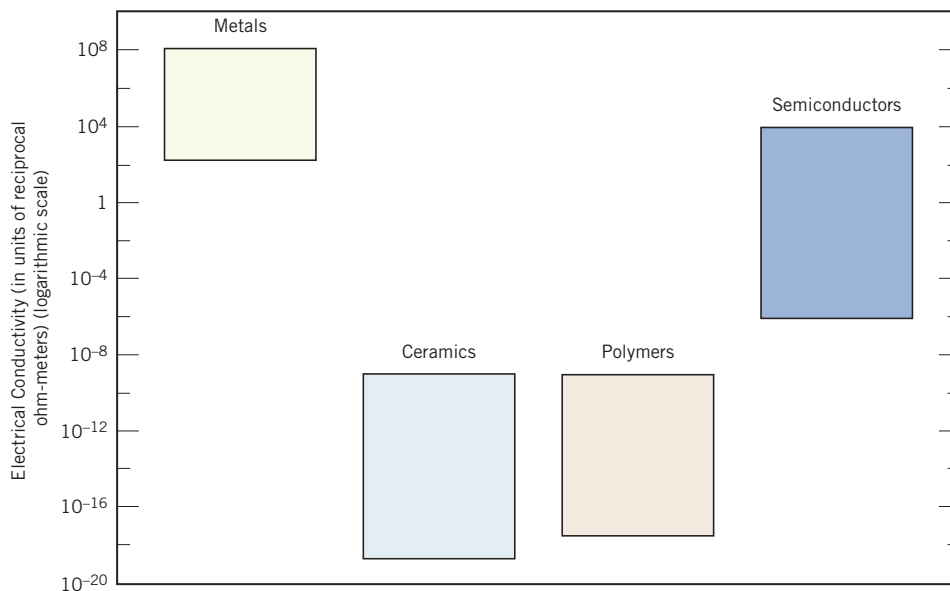 Metals
10⁸
Semiconductors
10⁴
1
10⁻⁴
Ceramics
Polymers
10⁻⁸
10⁻¹²
10⁻¹⁶
10⁻²⁰
Electrical Conductivity (in units of reciprocal
ohm-meters) (logarithmic scale)